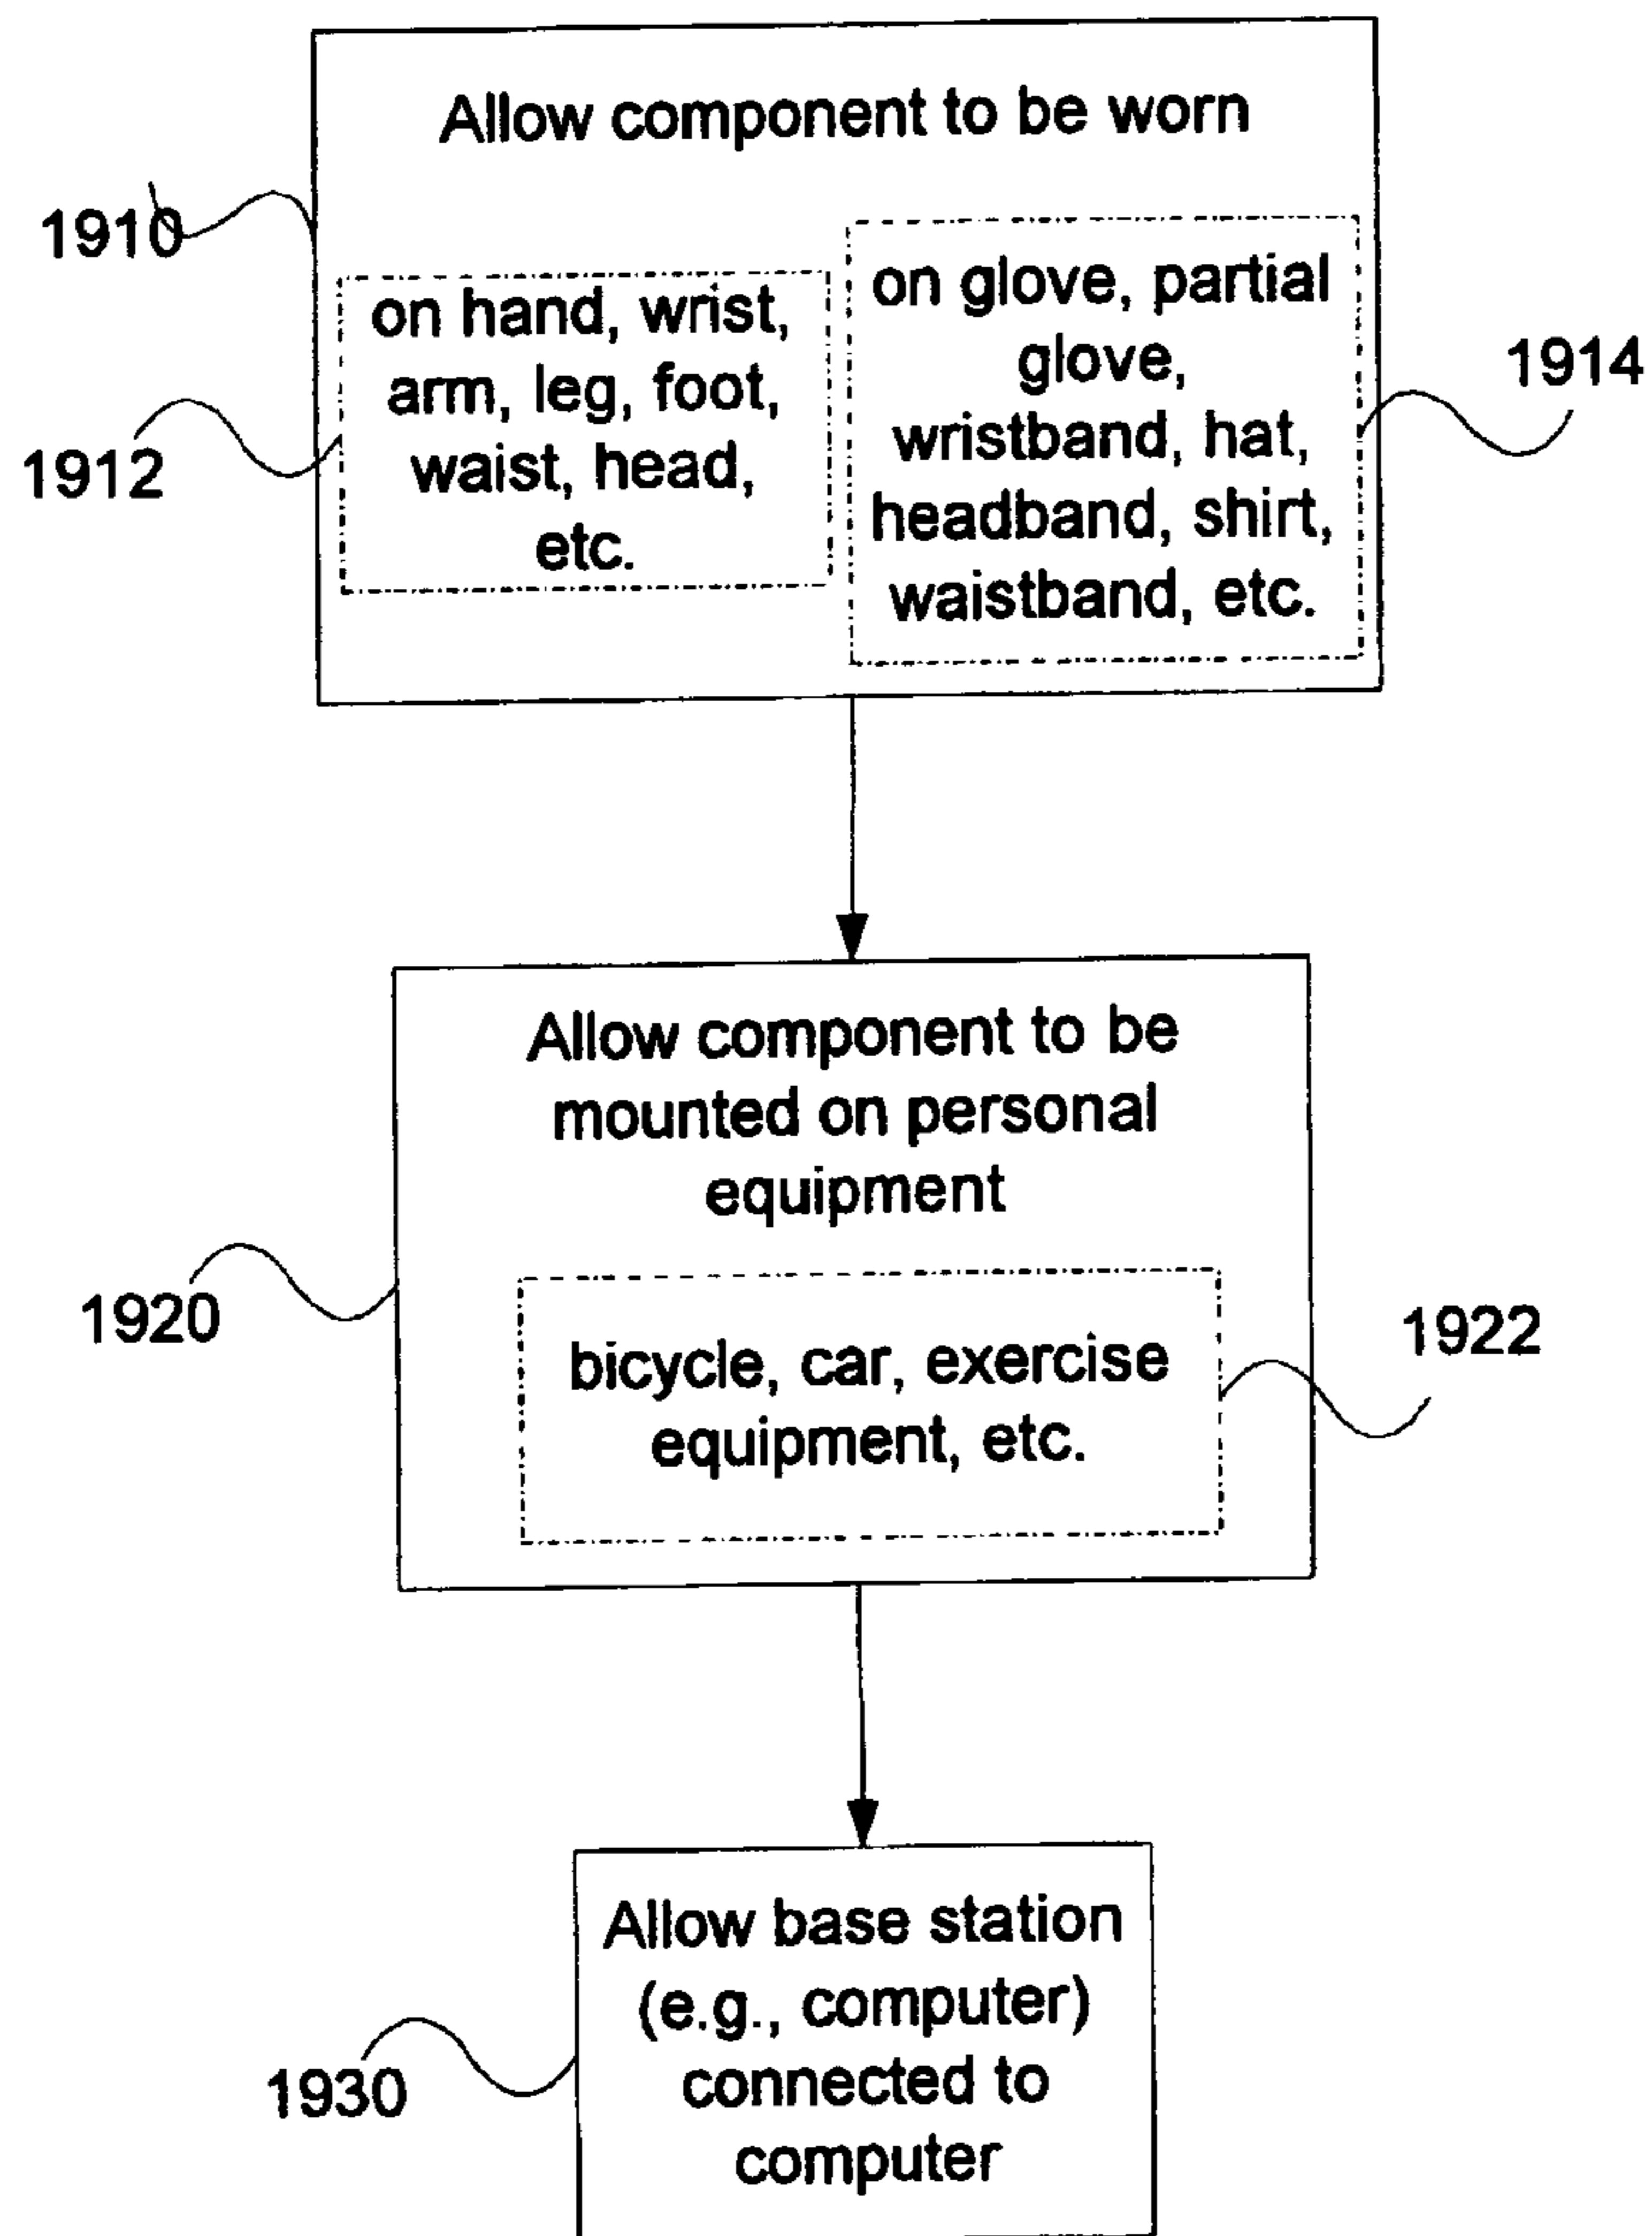 Allow component to be worn
1910
on hand, wrist,
arm, leg, foot,
waist, head,
etc.
1912
on glove, partial
glove,
wristband, hat,
headband, shirt,
waistband, etc.
1914
Allow component to be
mounted on personal
equipment
1920
bicycle, car, exercise
equipment, etc.
1922
Allow base station
(e.g., computer)
connected to
computer
1930